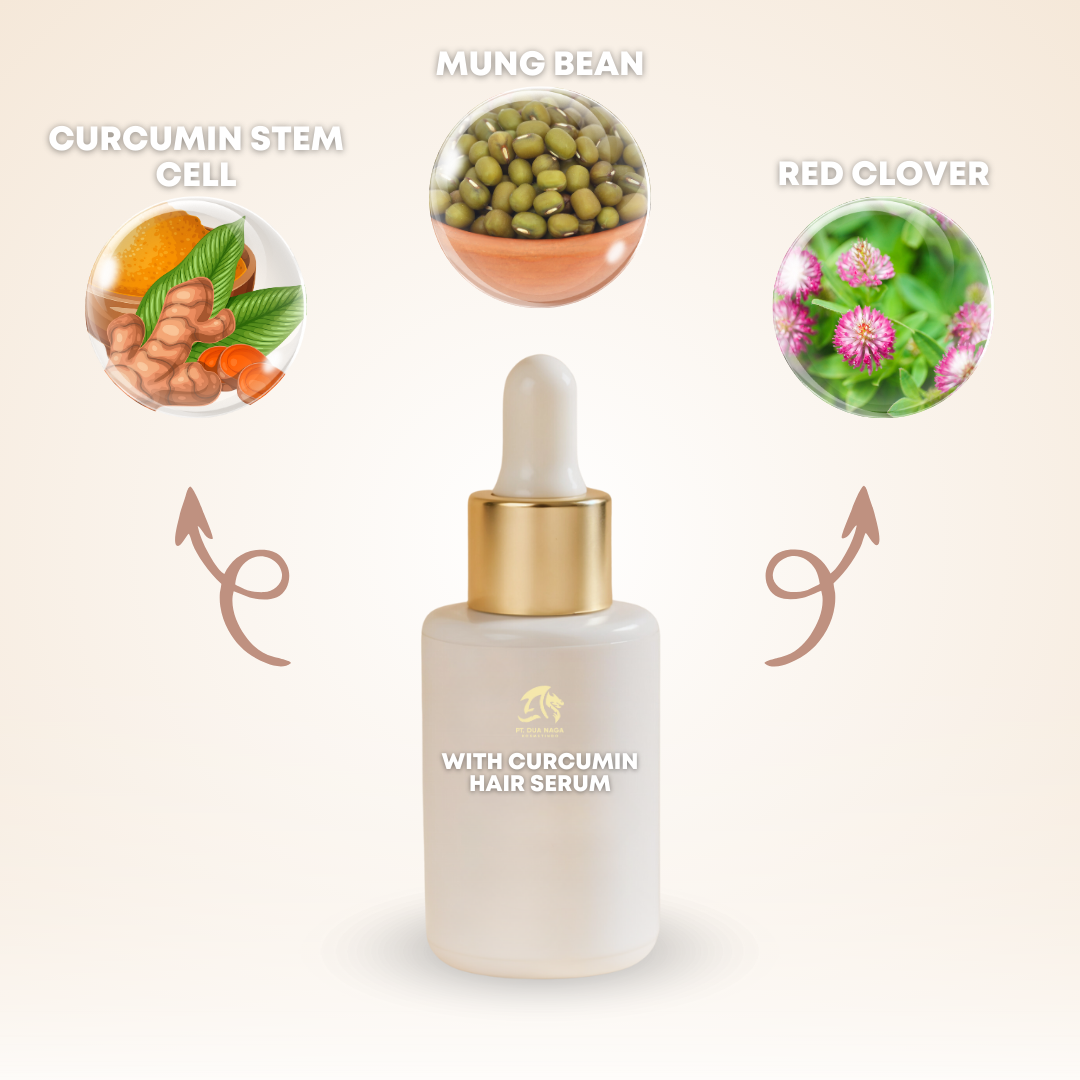 MUNG BEAN
CURCUMIN STEM
CELL
RED CLOVER
PT. DUA NAGA
WITH CURCUMIN
HAIR SERUM